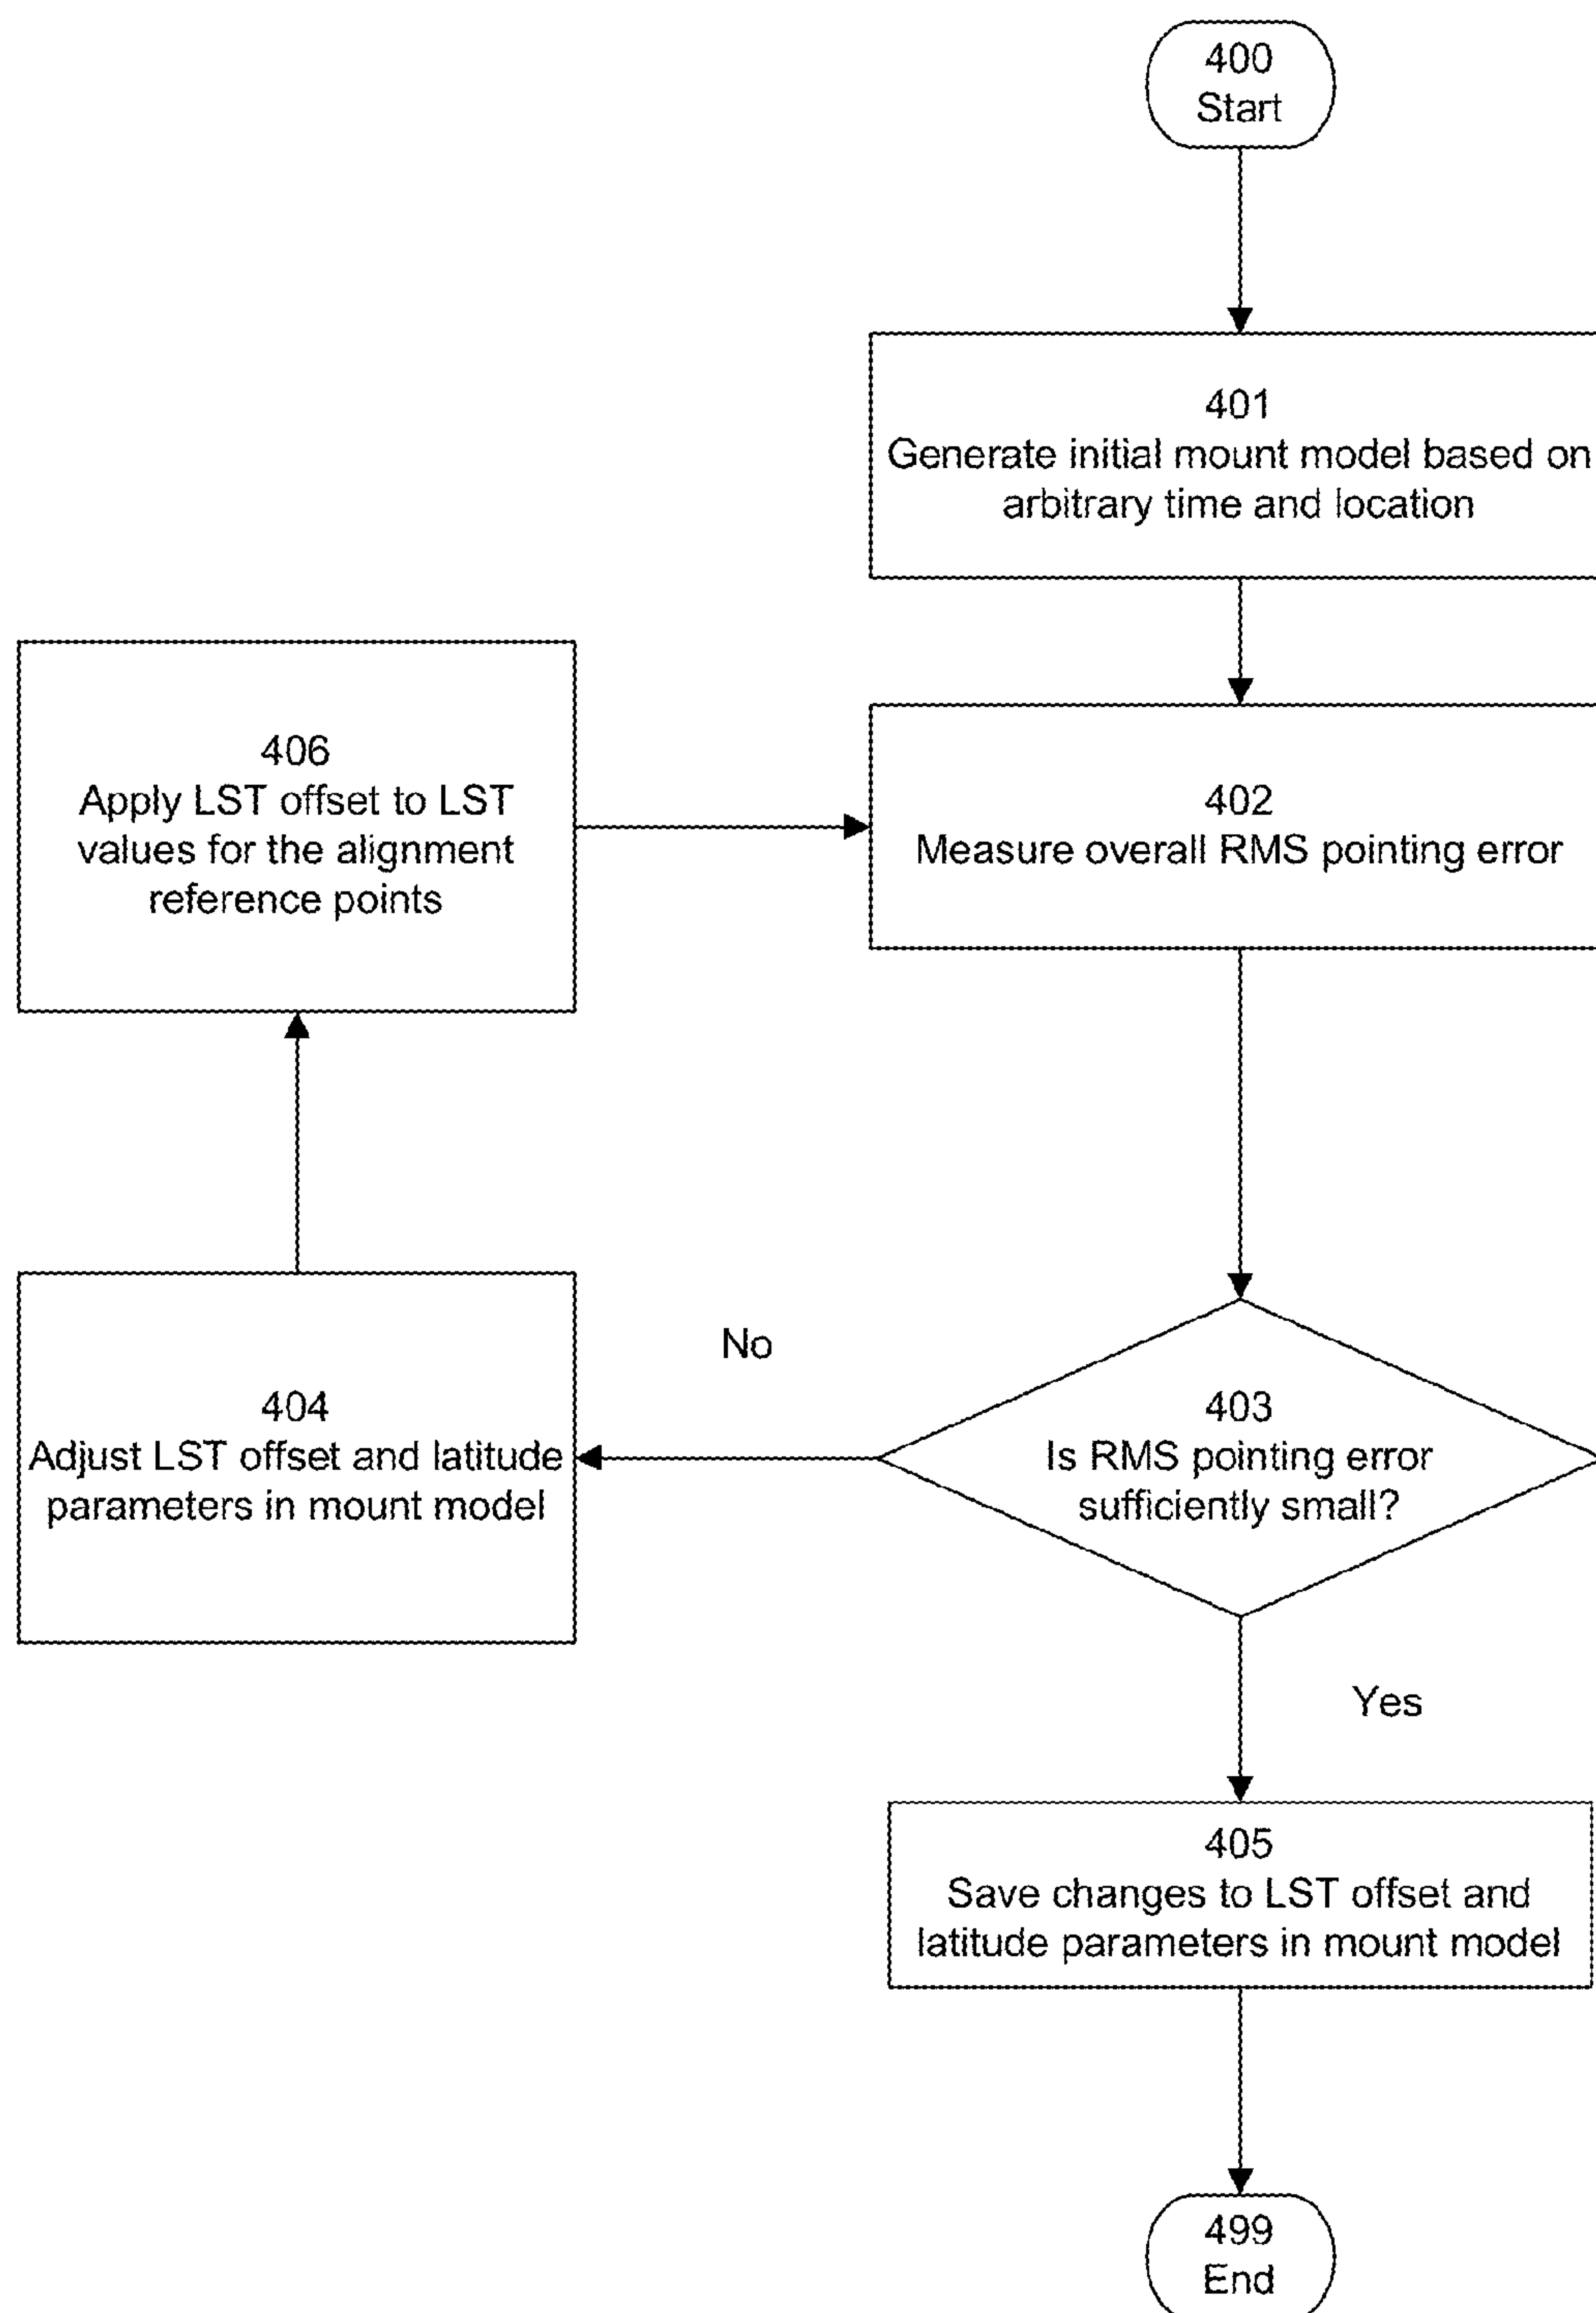 400
Start
401
Generate initial mount model based on
arbitrary time and location
406
Apply LST offset to LST
values for the alignment
reference points
402
Measure overall RMS pointing error
No
404
Adjust LST offset and latitude
parameters in mount model
403
Is RMS pointing error
sufficiently small?
Yes
405
Save changes to LST offset and
latitude parameters in mount model
499
End